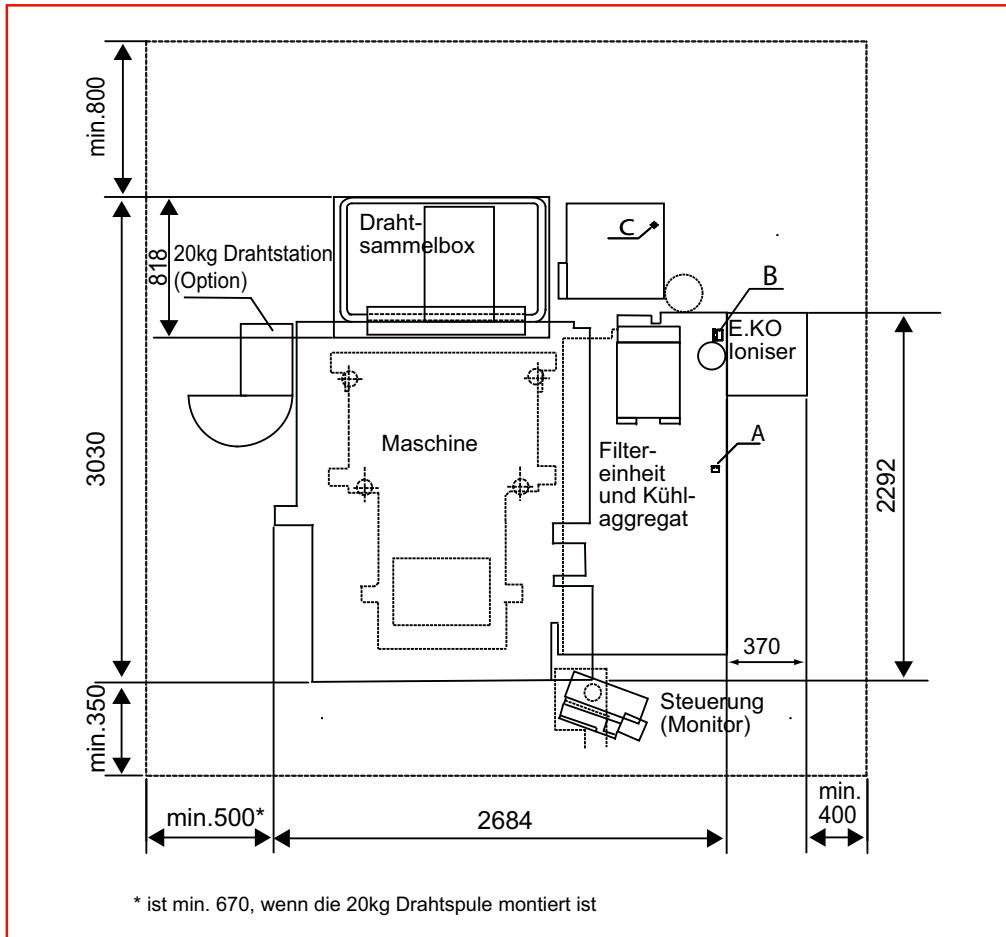 min.800
818
20kg Drahtstation
(Option)
Draht-
sammelbox
C
B
E.KO
Ioniser
3030
Maschine
A
Filter-
einheit
und Kühl-
aggregat
2292
370
min.350
Steuerung
(Monitor)
min.500*
2684
min.
400
* ist min. 670, wenn die 20kg Drahtspule montiert ist